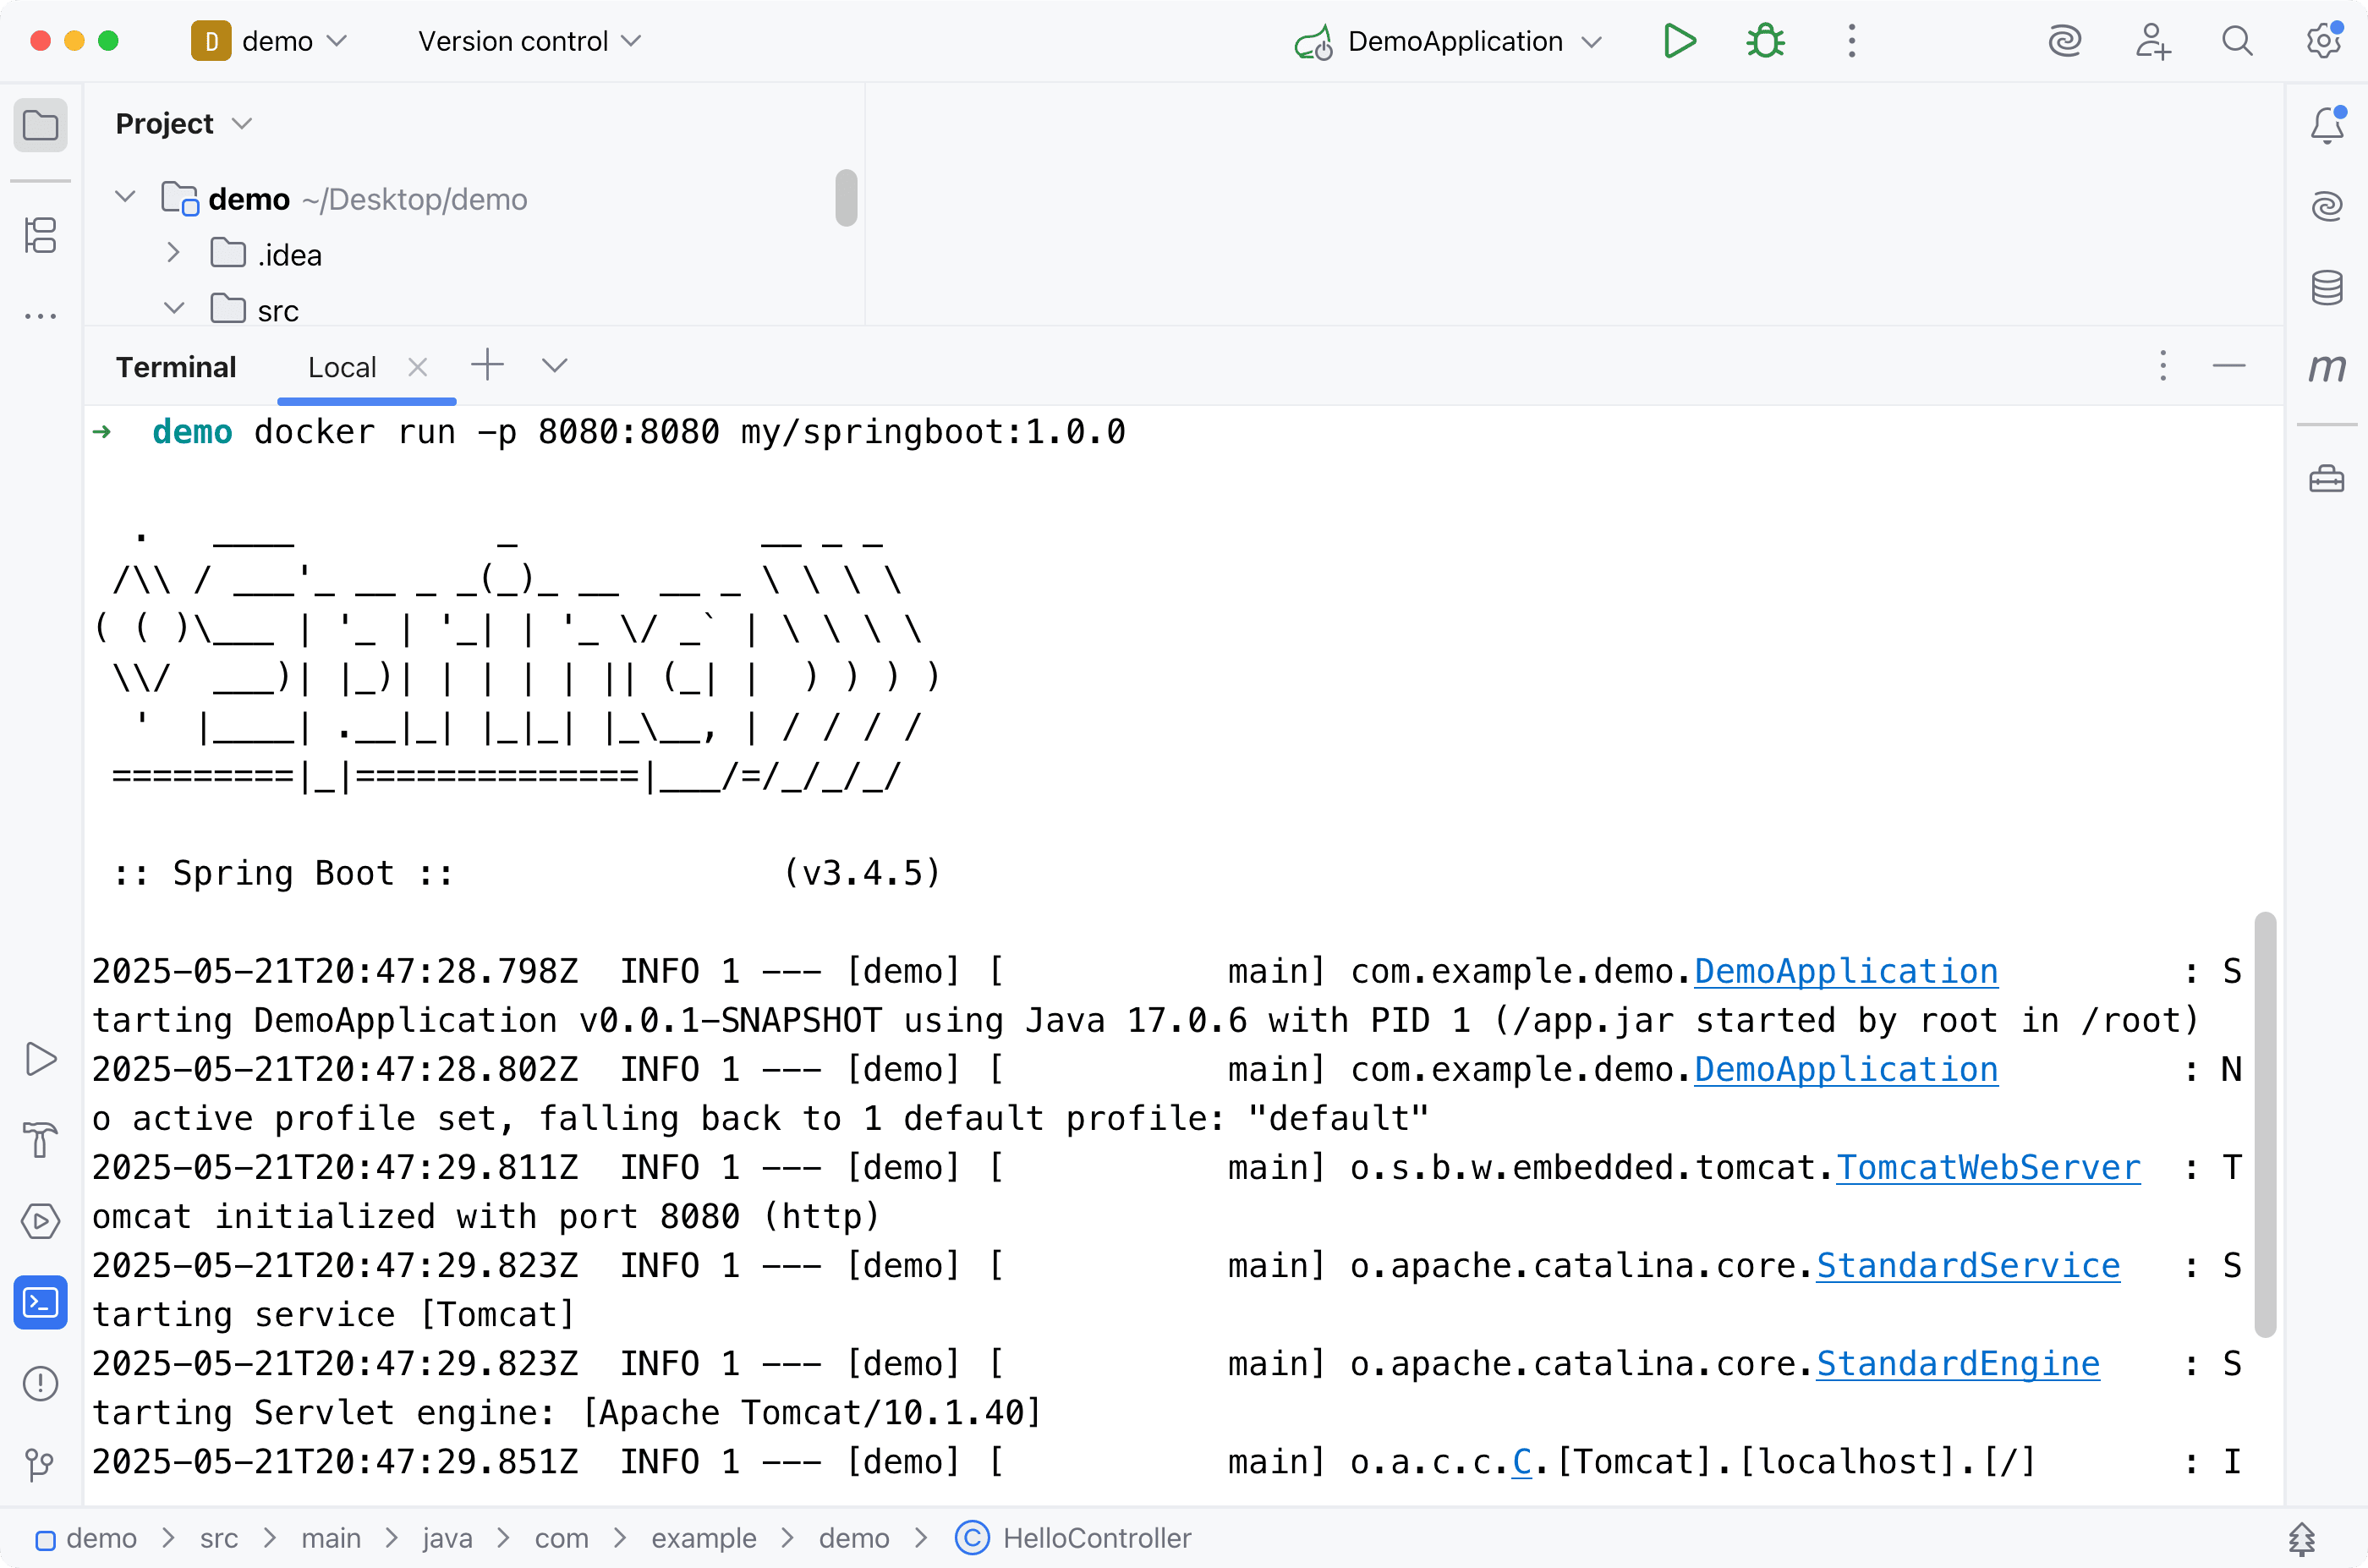 D demo Version control DemoApplication
Project
demo ~/Desktop/demo
.idea
src
Terminal Local
→ demo docker run -p 8080:8080 my/springboot:1.0.0
  .   ____          _            __ _ _
 /\\ / ___'_ __ _ _(_)_ __  __ _ \ \ \ \
( ( )\___ | '_ | '_| | '_ \/ _` | \ \ \ \
 \\/  ___)| |_)| | | | | || (_| |  ) ) ) )
  '  |____| .__|_| |_|_| |_\__, | / / / /
 =========|_|==============|___/=/_/_/_/
 :: Spring Boot ::                (v3.4.5)
2025-05-21T20:47:28.798Z  INFO 1 --- [demo] [           main] com.example.demo.DemoApplication         : S
tarting DemoApplication v0.0.1-SNAPSHOT using Java 17.0.6 with PID 1 (/app.jar started by root in /root)
2025-05-21T20:47:28.802Z  INFO 1 --- [demo] [           main] com.example.demo.DemoApplication         : N
o active profile set, falling back to 1 default profile: "default"
2025-05-21T20:47:29.811Z  INFO 1 --- [demo] [           main] o.s.b.w.embedded.tomcat.TomcatWebServer  : T
omcat initialized with port 8080 (http)
2025-05-21T20:47:29.823Z  INFO 1 --- [demo] [           main] o.apache.catalina.core.StandardService   : S
tarting service [Tomcat]
2025-05-21T20:47:29.823Z  INFO 1 --- [demo] [           main] o.apache.catalina.core.StandardEngine    : S
tarting Servlet engine: [Apache Tomcat/10.1.40]
2025-05-21T20:47:29.851Z  INFO 1 --- [demo] [           main] o.a.c.c.C.[Tomcat].[localhost].[/]       : I
demo > src > main > java > com > example > demo > C HelloController
m